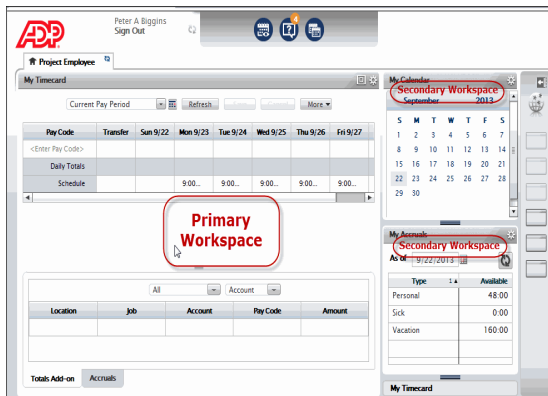 ADP
Peter A Biggins
Sign Out
4
Project Employee
My Timecard
Current Pay Period Refresh More
Pay Code Transfer Sun 9/22 Mon 9/23 Tue 9/24 Wed 9/25 Thu 9/26 Fri 9/27
<Enter Pay Code>
Daily Totals
Schedule 9:00... 9:00... 9:00... 9:00... 9:00...
Primary
Workspace
All Account
Location Job Account Pay Code Amount
Totals Add-on Accruals
My Calendar
Secondary Workspace
September 2013
S M T W T F S
1 2 3 4 5 6 7
8 9 10 11 12 13 14
15 16 17 18 19 20 21
22 23 24 25 26 27 28
29 30
My Accruals
Secondary Workspace
As of 9/22/2013
Type 1 Available
Personal 48:00
Sick 0:00
Vacation 160:00
My Timecard